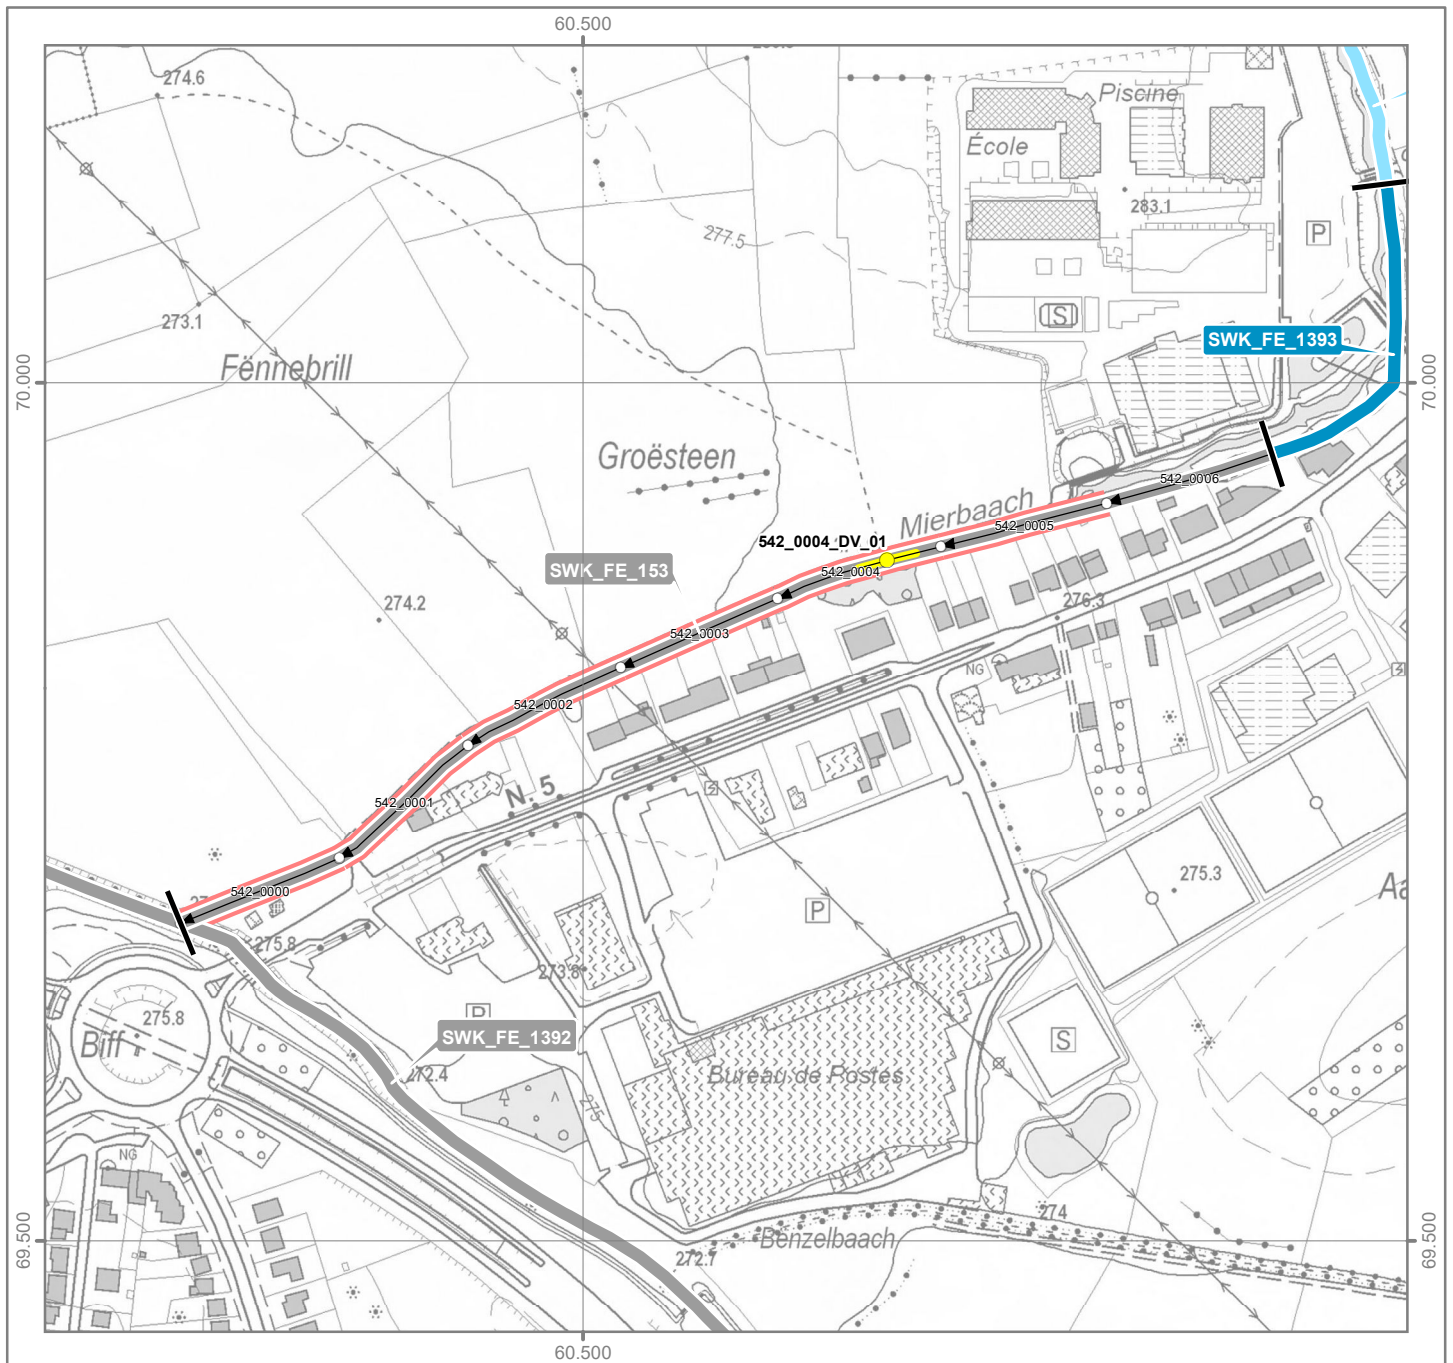 60.500
274.6
Piscine
École
283.1
P
277.5
273.1
S
SWK_FE_1393
Fënnebrill
70.000
70.000
Groësteen
542_0006
Mierbaach
542_0005
542_0004_DV_01
SWK_FE_153
542_0004
274.2
276.3
542_0003
NG
542_0002
N. 5
542_0001
275.3
542_0000
P
275.8
273.8
275.8
P
SWK_FE_1392
Biff
S
272.4
Bureau de Postes
275
NG
274
Benzelbaach
272.7
69.500
69.500
60.500